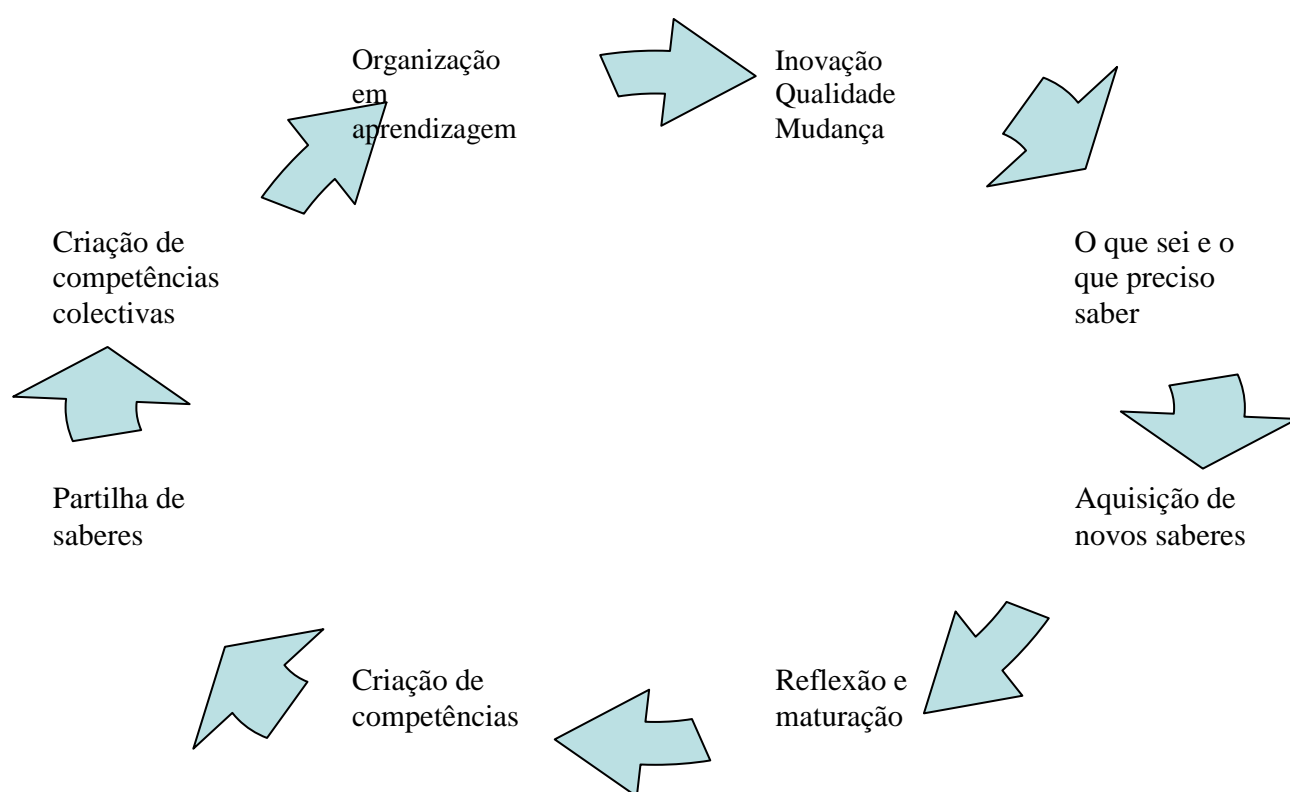 Organização
em
aprendizagem
Inovação
Qualidade
Mudança
O que sei e o
que preciso
saber
Aquisição de
novos saberes
Reflexão e
maturação
Criação de
competências
Partilha de
saberes
Criação de
competências
colectivas